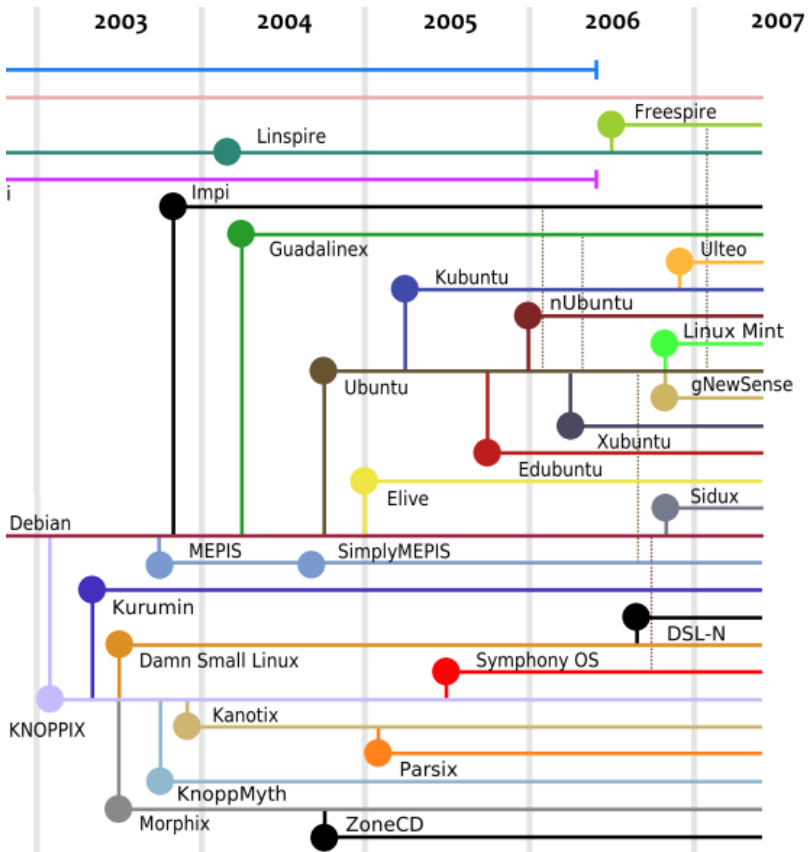 2003 2004 2005 2006 2007
Freespire
Linspire
i
Impi
Guadalinex
Ulteo
Kubuntu
nUbuntu
Linux Mint
Ubuntu
gNewSense
Xubuntu
Edubuntu
Elive
Sidux
Debian
MEPIS
SimplyMEPIS
Kurumin
DSL-N
Damn Small Linux
Symphony OS
Kanotix
KNOPPIX
Parsix
KnoppMyth
Morphix
ZoneCD